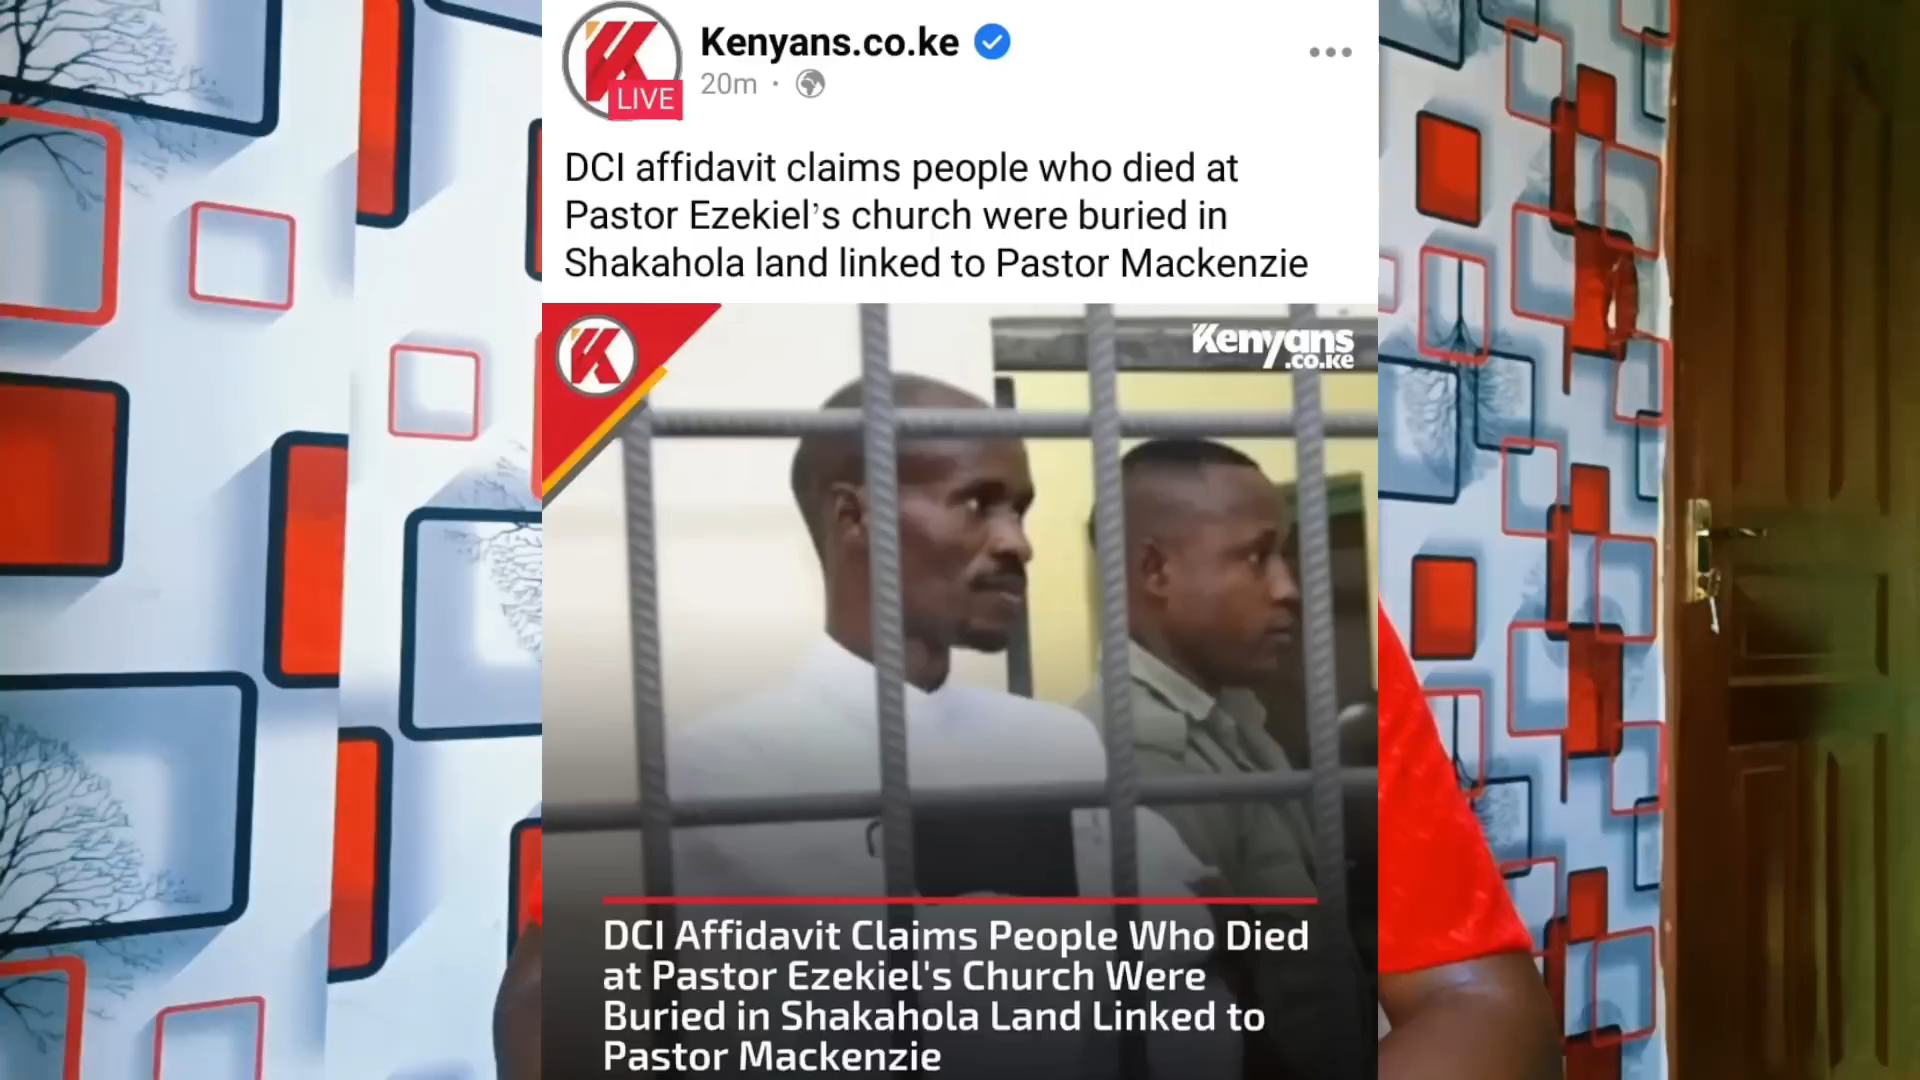 Kenyans.co.ke
LIVE
20m ·
DCI affidavit claims people who died at
Pastor Ezekiel's church were buried in
Shakahola land linked to Pastor Mackenzie
Kenyans
.co.ke
DCI Affidavit Claims People Who Died
at Pastor Ezekiel's Church Were
Buried in Shakahola Land Linked to
Pastor Mackenzie